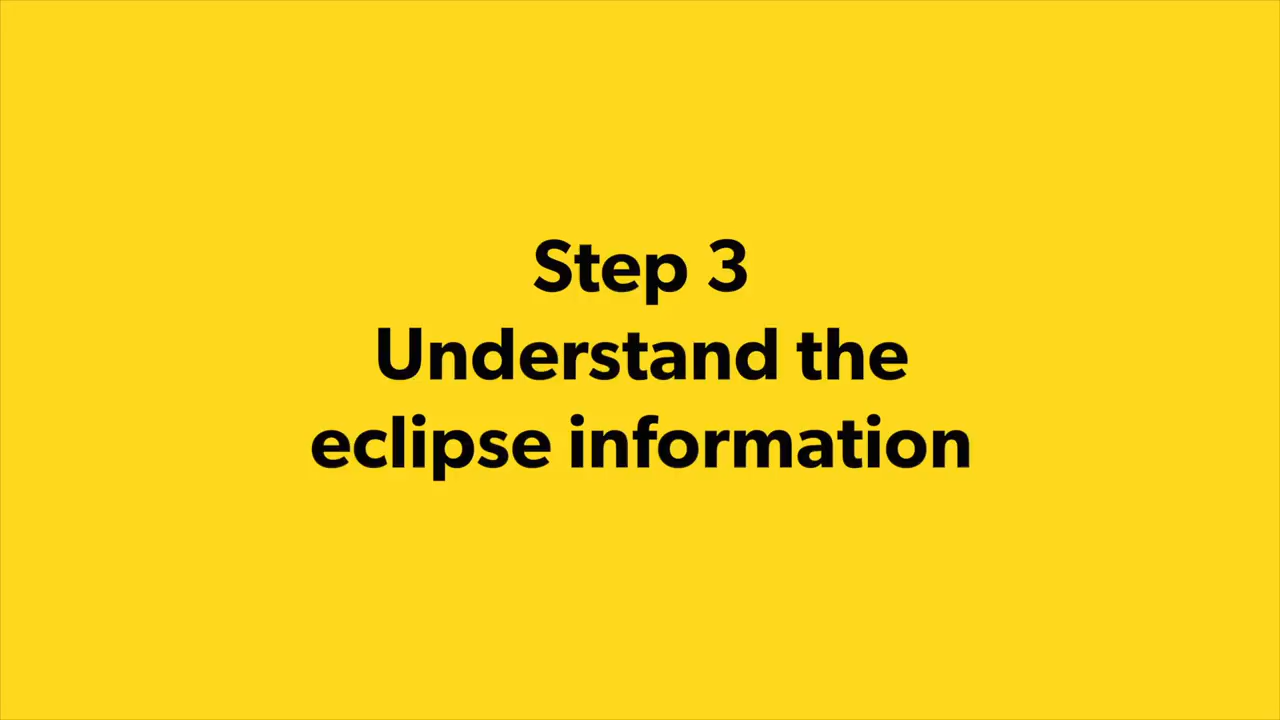 Step 3
Understand the
eclipse information